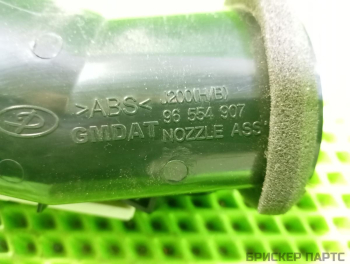 >ABS< J200(H/B)
96 554 907
GMDAT NOZZLE ASS'
БРИСКЕР ПАРТС